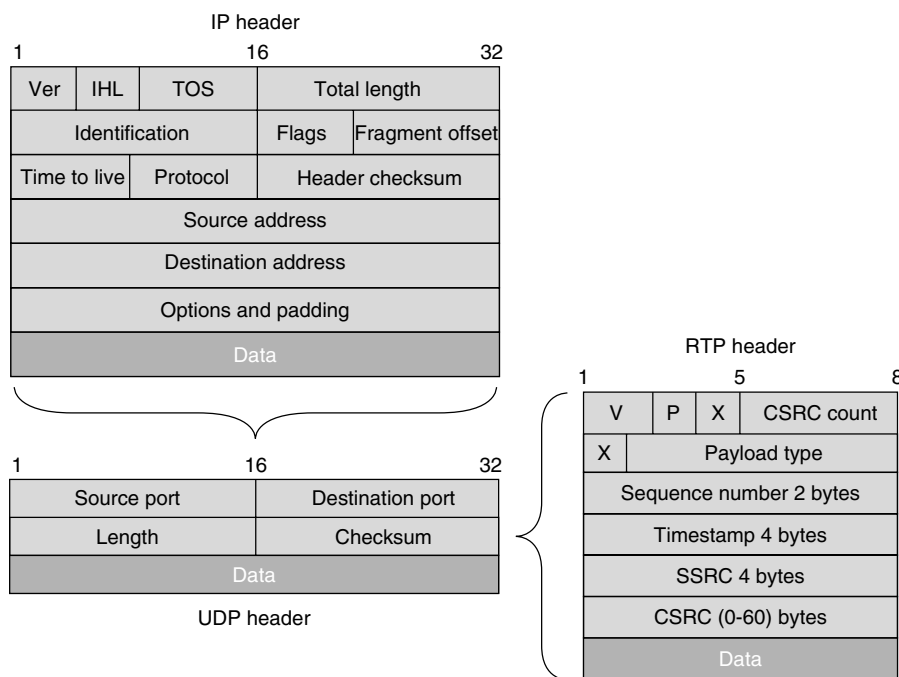 IP header
1 16 32
Ver IHL TOS Total length
Identification Flags Fragment offset
Time to live Protocol Header checksum
Source address
Destination address
Options and padding
Data
1 16 32
Source port Destination port
Length Checksum
Data
UDP header
RTP header
1 5 8
V P X CSRC count
X Payload type
Sequence number 2 bytes
Timestamp 4 bytes
SSRC 4 bytes
CSRC (0-60) bytes
Data